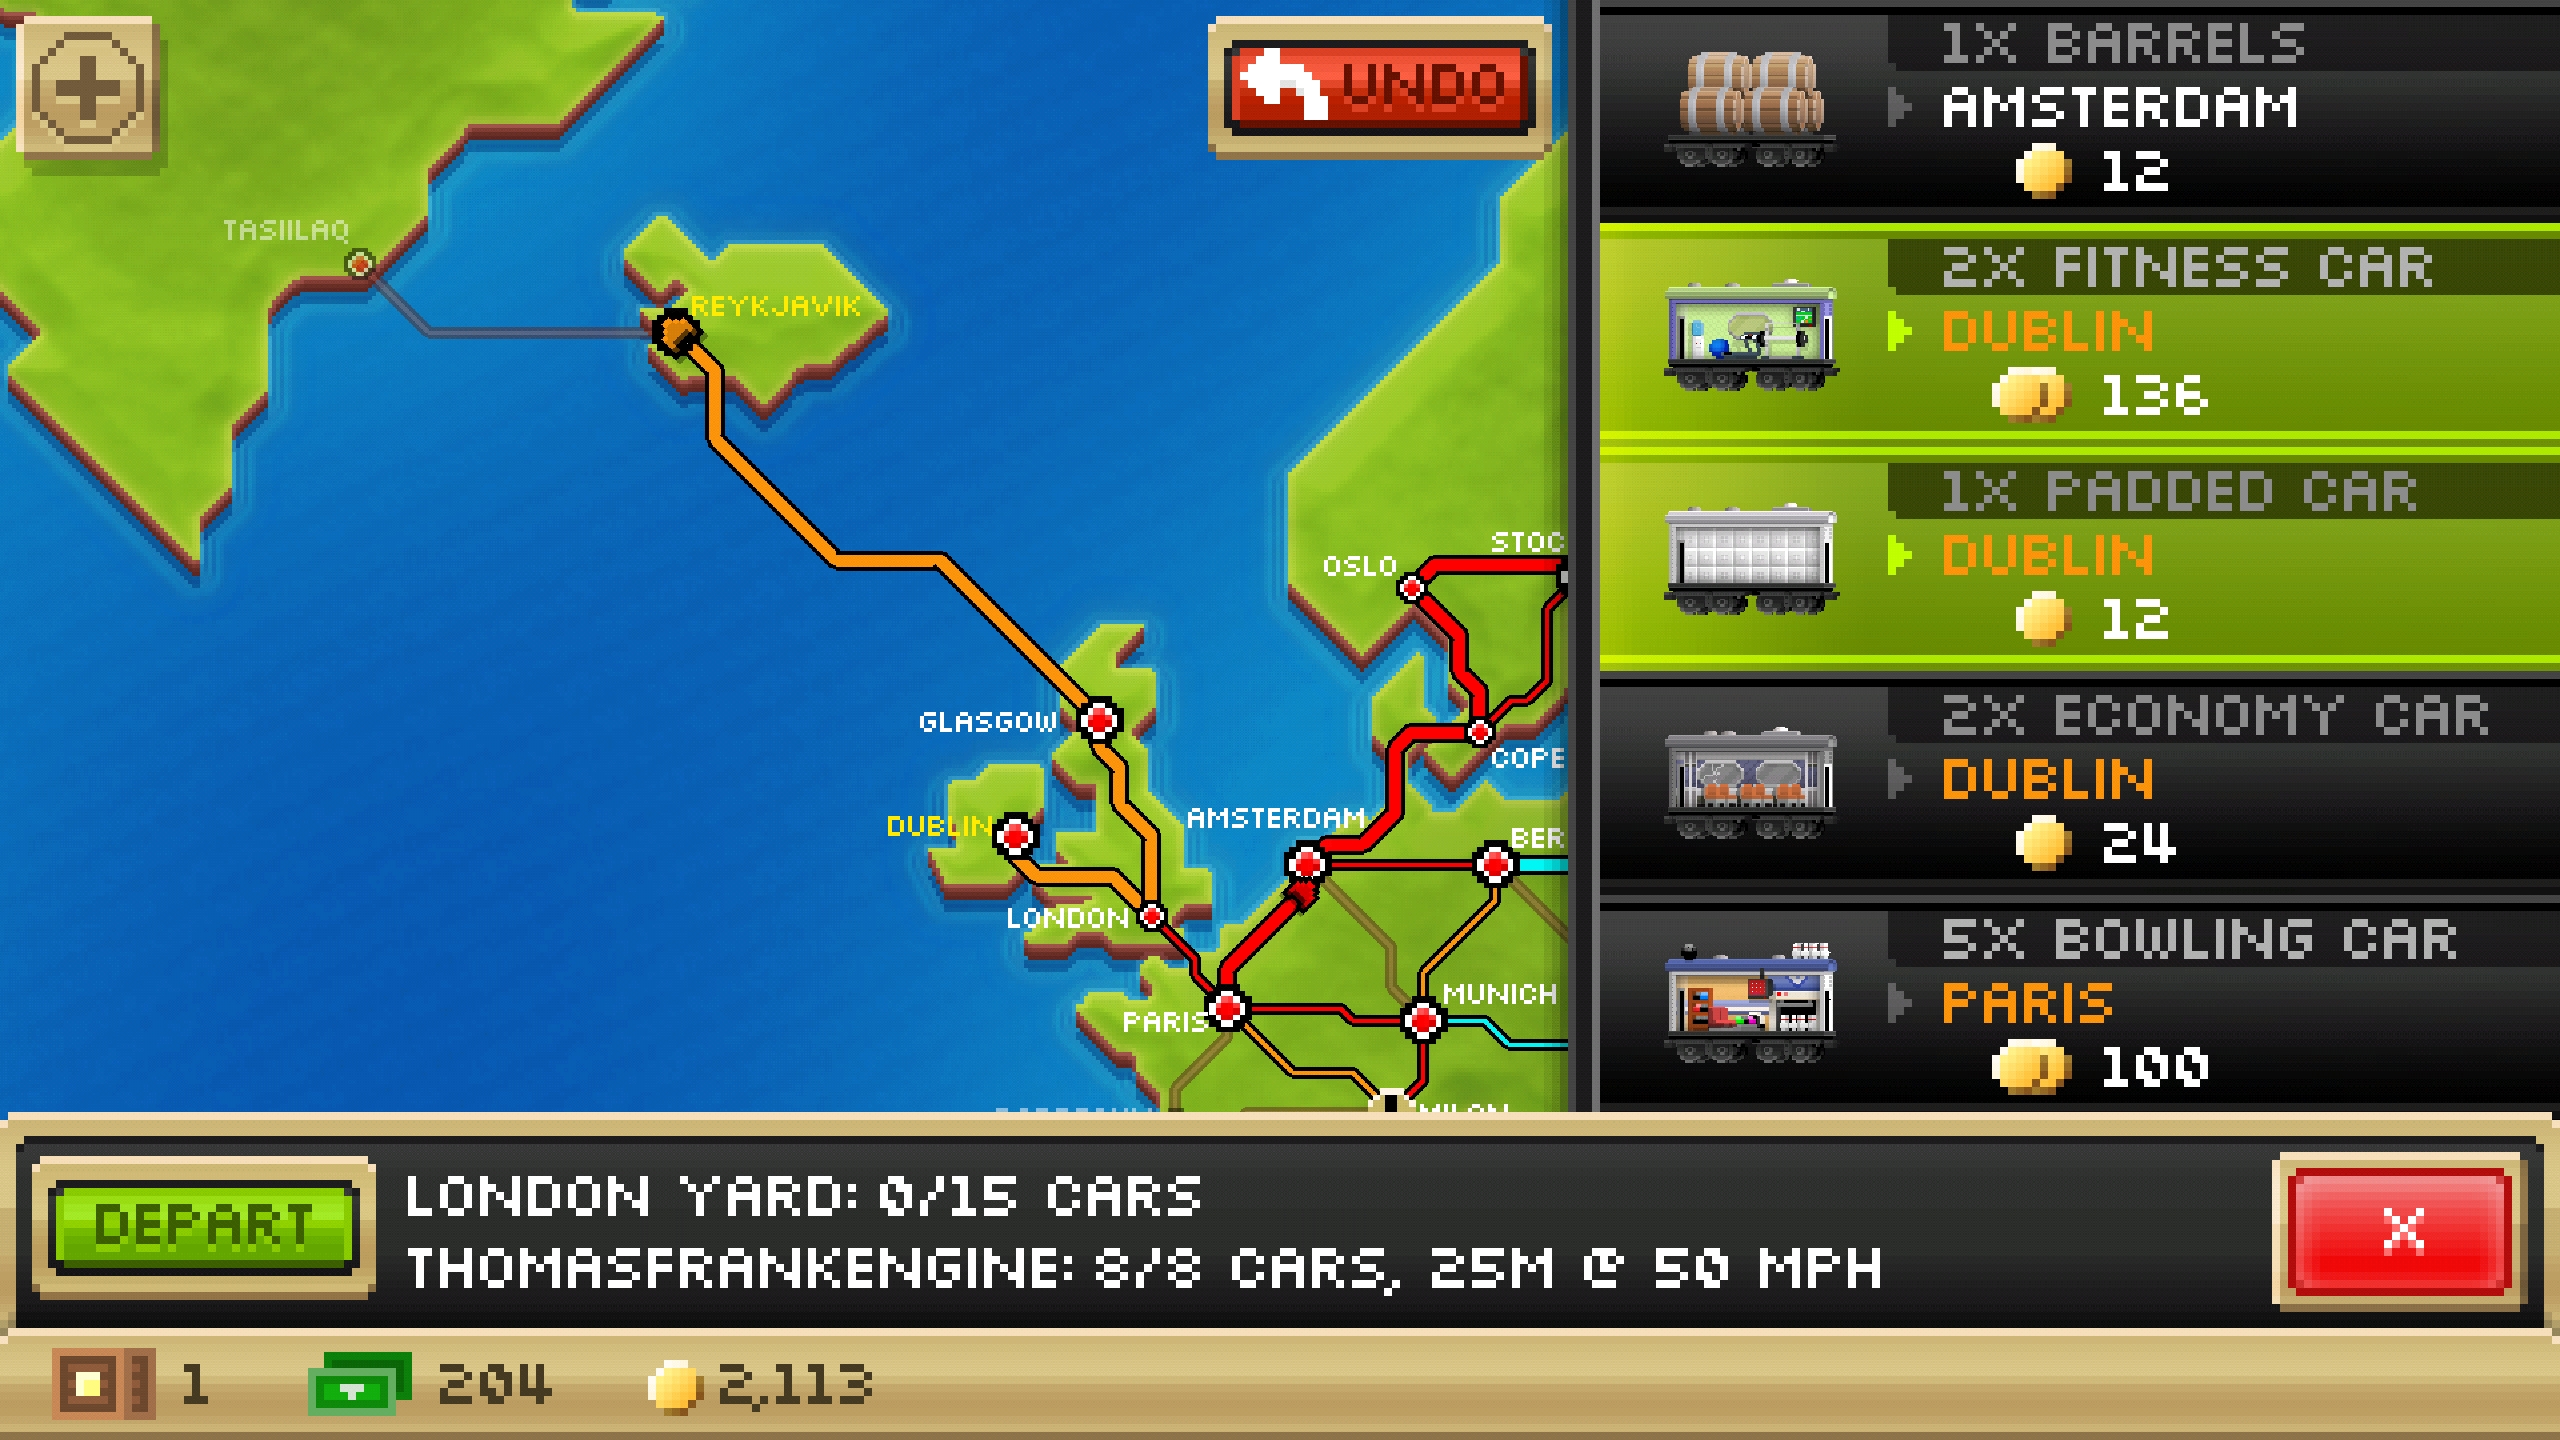 UNDO
TASIILAQ
REYKJAVIK
STOC
OSLO
GLASGOW
COPE
DUBLIN
AMSTERDAM
BER
LONDON
MUNICH
PARIS
MILAN
1X BARRELS
AMSTERDAM
12
2X FITNESS CAR
DUBLIN
136
1X PADDED CAR
DUBLIN
12
2X ECONOMY CAR
DUBLIN
24
5X BOWLING CAR
PARIS
100
DEPART
LONDON YARD: 0/15 CARS
THOMASFRANKENGINE: 8/8 CARS, 25M @ 50 MPH
X
1
204
2,113